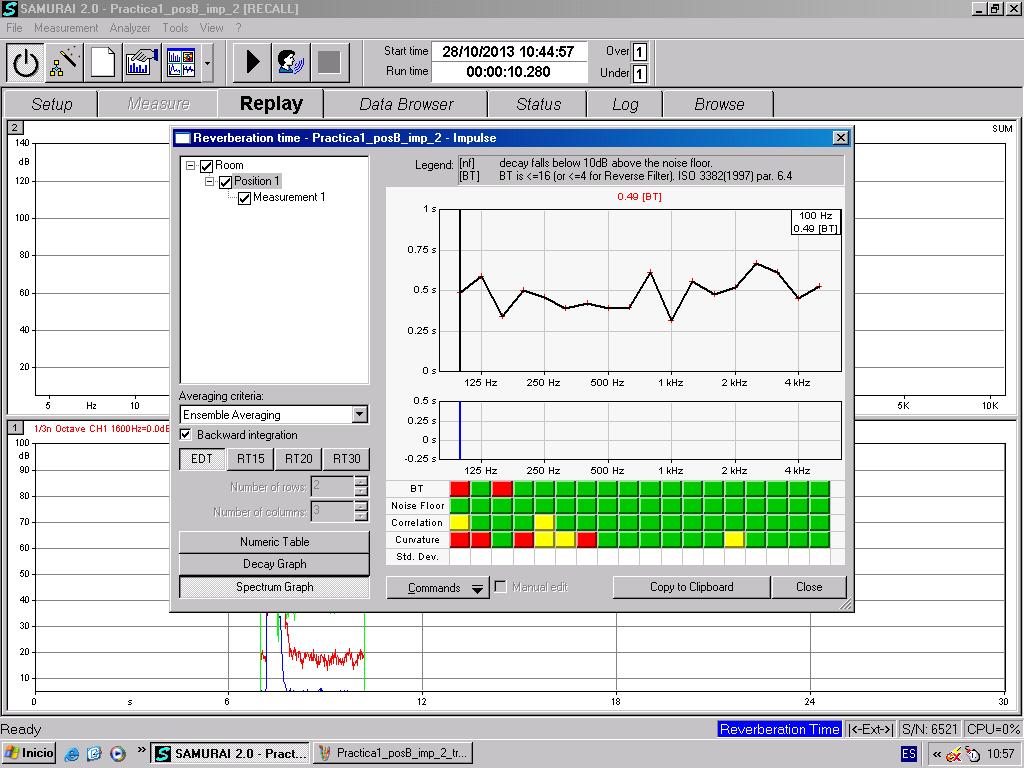 SAMURAI 2.0 - Practica1_posB_imp_2 [RECALL]
File Measurement Analyzer Tools View ?
Start time 28/10/2013 10:44:57 Over 1
Run time 00:00:10.280 Under 1
Setup Measure Replay Data Browser Status Log Browse
2
SUM
140
dB
120
100
80
60
40
20
5 Hz 10 5K 10K
Reverberation time - Practica1_posB_imp_2 - Impulse
Room
Position 1
Measurement 1
Legend: [nf] decay falls below 10dB above the noise floor.
[BT] BT is <=16 (or <=4 for Reverse Filter). ISO 3382(1997) par. 6.4
0.49 [BT]
1 s
100 Hz
0.49 [BT]
0.75 s
0.5 s
0.25 s
0 s
125 Hz 250 Hz 500 Hz 1 kHz 2 kHz 4 kHz
0.5 s
0.25 s
0 s
-0.25 s
125 Hz 250 Hz 500 Hz 1 kHz 2 kHz 4 kHz
BT
Noise Floor
Correlation
Curvature
Std. Dev.
Averaging criteria:
Ensemble Averaging
Backward integration
EDT RT15 RT20 RT30
Number of rows: 2
Number of columns: 3
Numeric Table
Decay Graph
Spectrum Graph
Commands Manual edit Copy to Clipboard Close
1 1/3n Octave CH1 1600Hz=0.0dB
100
dB
90
80
70
60
50
40
30
20
10
0 s 6 12 18 24 30
Ready Reverberation Time |<-Ext->| S/N: 6521 CPU=0%
Inicio » SAMURAI 2.0 - Pract... Practica1_posB_imp_2_tr... ES « 10:57